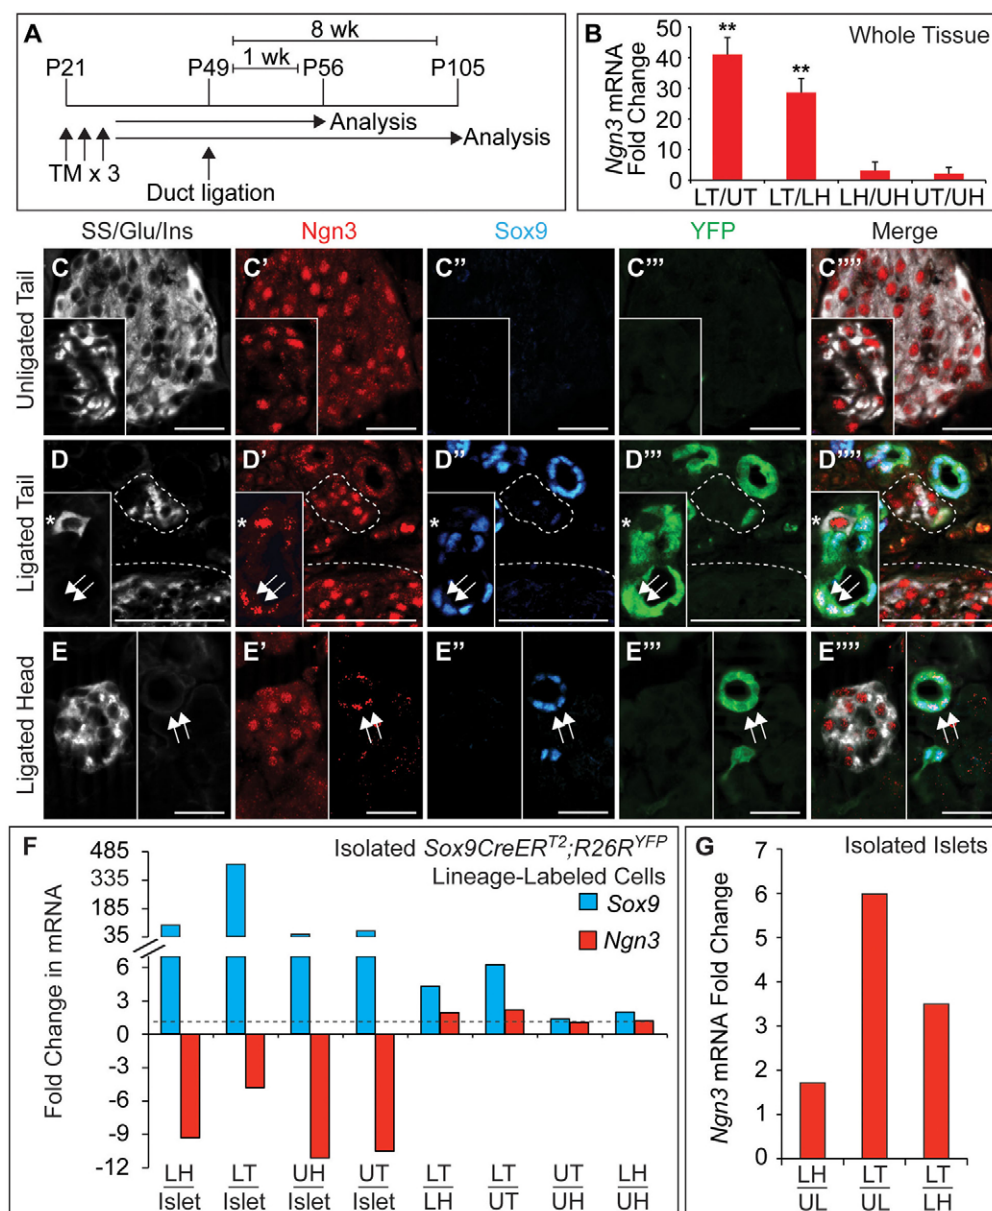 A
8 wk
1 wk
P21 P49 P56 P105
Analysis
Analysis
TM x 3
Duct ligation
B
Whole Tissue
Ngn3 mRNA
Fold Change
50
40
30
20
10
0
** **
LT/UT LT/LH LH/UH UT/UH
SS/Glu/Ins Ngn3 Sox9 YFP Merge
Unligated Tail
C C' C'' C''' C''''
Ligated Tail
D D' D'' D''' D''''
* * * * *
Ligated Head
E E' E'' E''' E''''
F
Isolated Sox9CreER^T2;R26R^YFP
Lineage-Labeled Cells
Sox9
Ngn3
Fold Change in mRNA
485
335
185
35
6
3
0
-3
-6
-9
-12
LH LT UH UT LT LT UT LH
Islet Islet Islet Islet LH UT UH UH
G
Isolated Islets
Ngn3 mRNA Fold Change
7
6
5
4
3
2
1
0
LH LT LT
UL UL LH